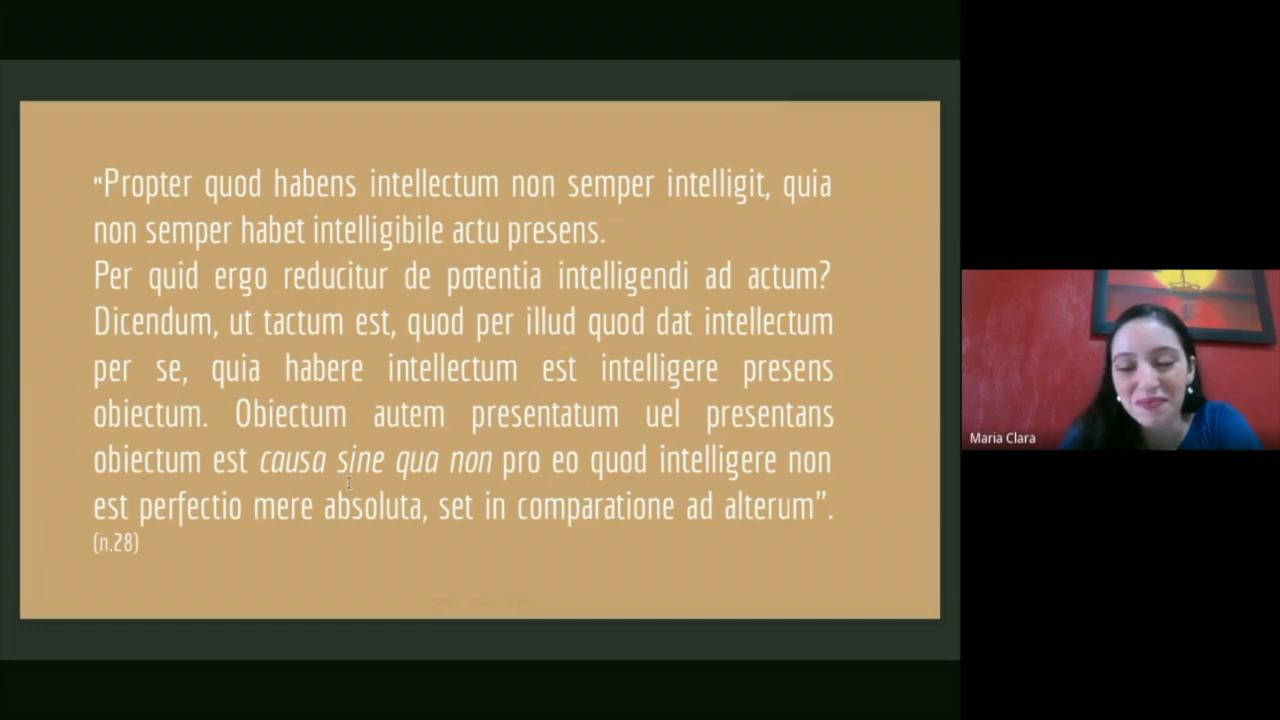 "Propter quod habens intellectum non semper intelligit, quia
non semper habet intelligibile actu presens.
Per quid ergo reducitur de potentia intelligendi ad actum?
Dicendum, ut tactum est, quod per illud quod dat intellectum
per se, quia habere intellectum est intelligere presens
obiectum. Obiectum autem presentatum uel presentans
obiectum est causa sine qua non pro eo quod intelligere non
est perfectio mere absoluta, set in comparatione ad alterum”.
(n.28)
Maria Clara